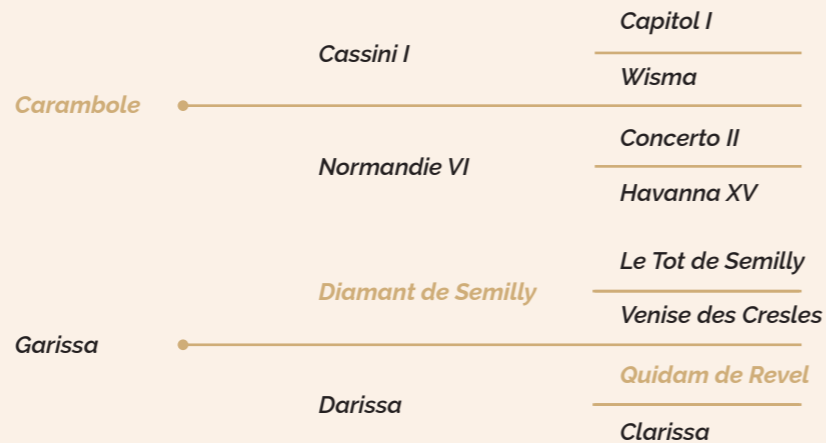 Capitol I
Cassini I
Wisma
Carambole
Concerto II
Normandie VI
Havanna XV
Le Tot de Semilly
Diamant de Semilly
Venise des Cresles
Garissa
Quidam de Revel
Darissa
Clarissa